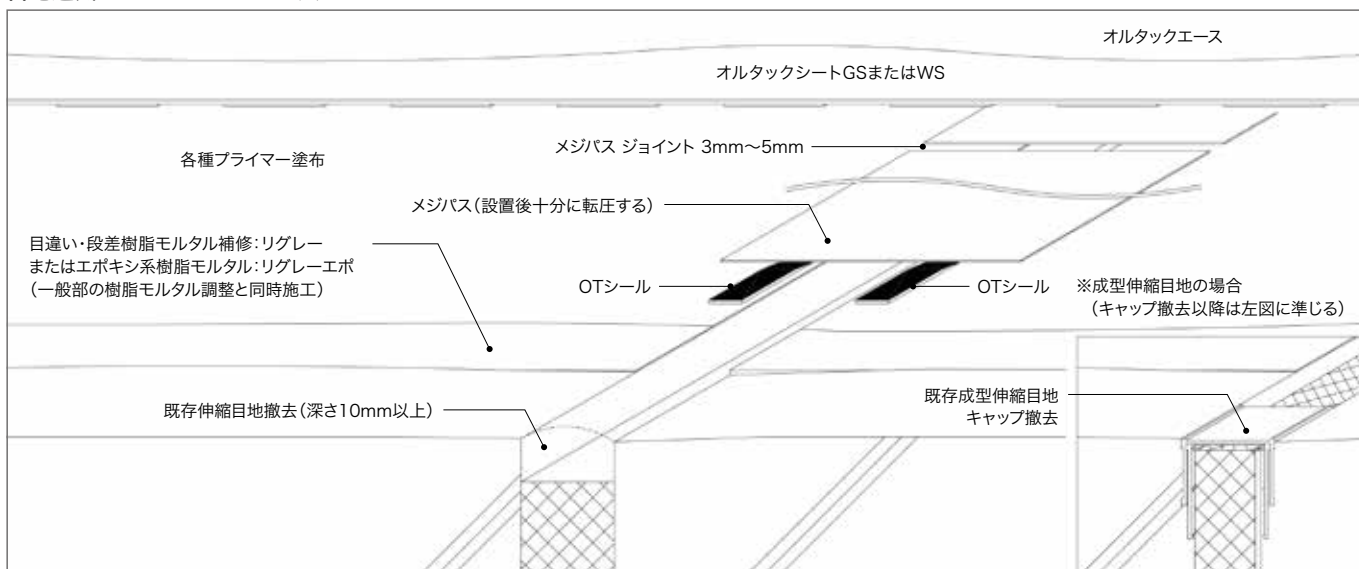 オルタックエース
オルタックシートGSまたはWS
メジパス ジョイント 3mm～5mm
各種プライマー塗布
メジパス(設置後十分に転圧する)
目違い・段差樹脂モルタル補修:リグレー
またはエポキシ系樹脂モルタル:リグレーエポ
(一般部の樹脂モルタル調整と同時施工)
OTシール
OTシール
※成型伸縮目地の場合
(キャップ撤去以降は左図に準じる)
既存伸縮目地撤去(深さ10mm以上)
既存成型伸縮目地
キャップ撤去